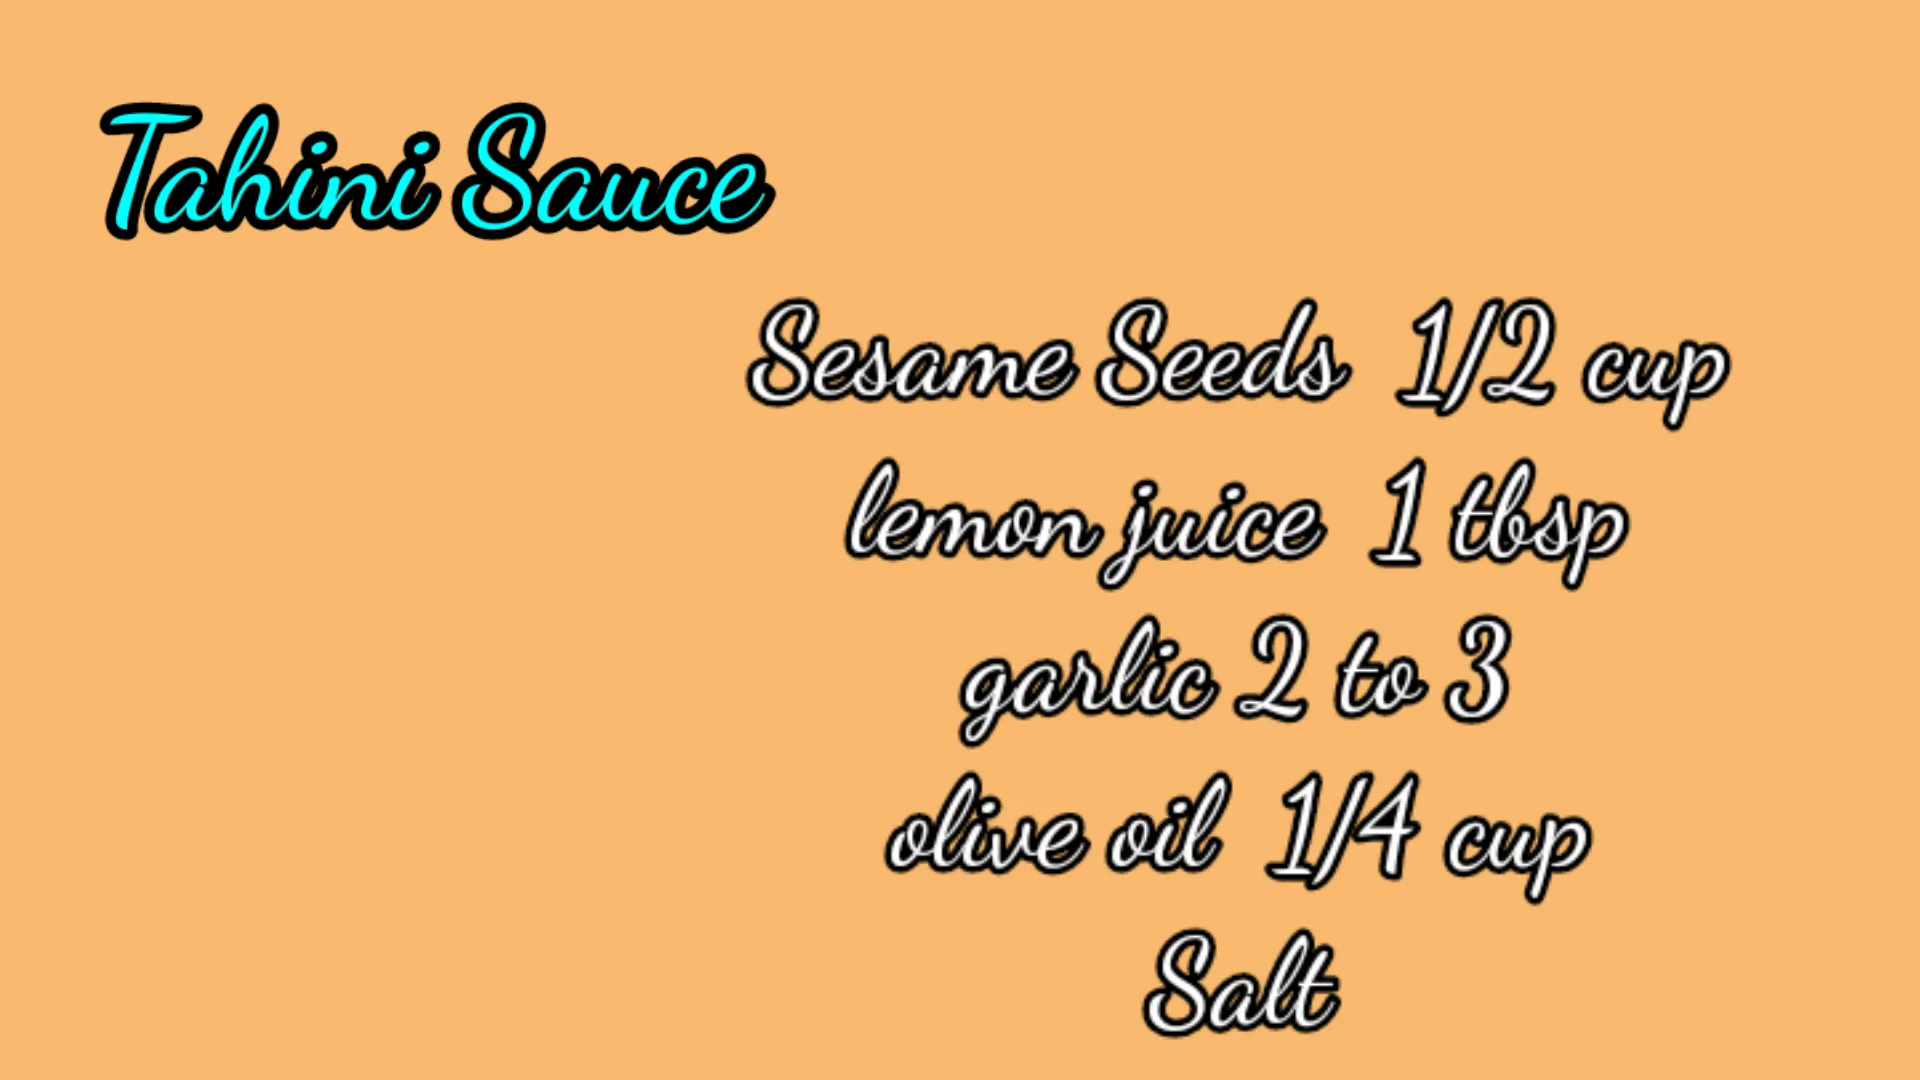 Tahini Sauce
Sesame Seeds 1/2 cup
lemon juice 1 tbsp
garlic 2 to 3
olive oil 1/4 cup
Salt